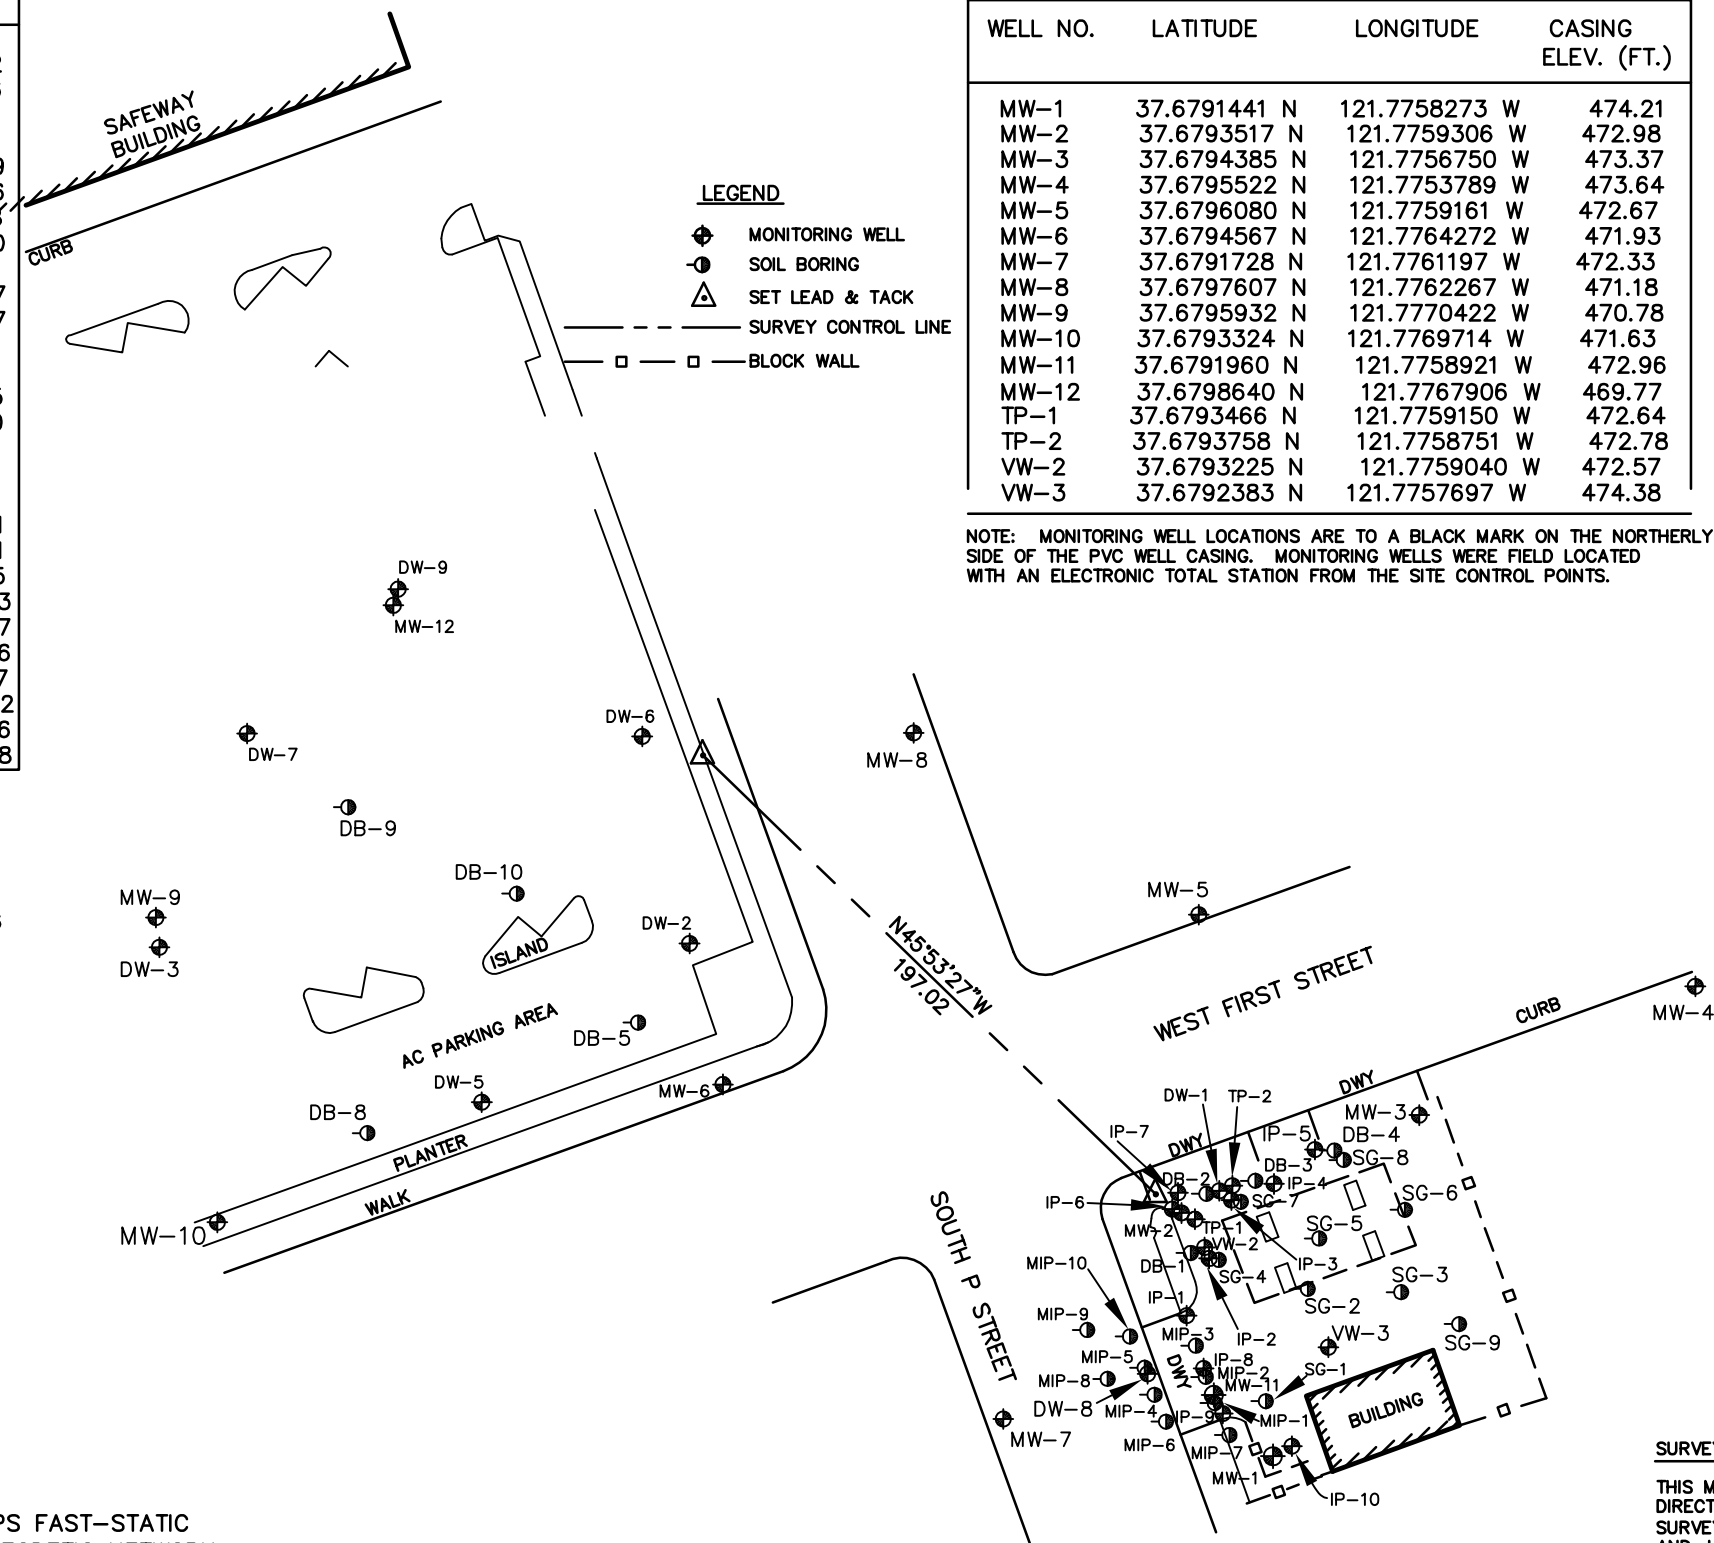 WELL NO. LATITUDE LONGITUDE CASING
ELEV. (FT.)
MW-1 37.6791441 N 121.7758273 W 474.21
MW-2 37.6793517 N 121.7759306 W 472.98
MW-3 37.6794385 N 121.7756750 W 473.37
MW-4 37.6795522 N 121.7753789 W 473.64
MW-5 37.6796080 N 121.7759161 W 472.67
MW-6 37.6794567 N 121.7764272 W 471.93
MW-7 37.6791728 N 121.7761197 W 472.33
MW-8 37.6797607 N 121.7762267 W 471.18
MW-9 37.6795932 N 121.7770422 W 470.78
MW-10 37.6793324 N 121.7769714 W 471.63
MW-11 37.6791960 N 121.7758921 W 472.96
MW-12 37.6798640 N 121.7767906 W 469.77
TP-1 37.6793466 N 121.7759150 W 472.64
TP-2 37.6793758 N 121.7758751 W 472.78
VW-2 37.6793225 N 121.7759040 W 472.57
VW-3 37.6792383 N 121.7757697 W 474.38
NOTE: MONITORING WELL LOCATIONS ARE TO A BLACK MARK ON THE NORTHERLY
SIDE OF THE PVC WELL CASING. MONITORING WELLS WERE FIELD LOCATED
WITH AN ELECTRONIC TOTAL STATION FROM THE SITE CONTROL POINTS.
SAFEWAY
BUILDING
CURB
LEGEND
MONITORING WELL
SOIL BORING
SET LEAD & TACK
SURVEY CONTROL LINE
BLOCK WALL
DW-9
MW-12
DW-6
DW-7
MW-8
DB-9
DB-10
MW-9
MW-5
DW-2
ISLAND
N45°53'27"W
197.02
DW-3
WEST FIRST STREET
MW-4
CURB
AC PARKING AREA
DB-5
DW-5
MW-6
DB-8
DWY
DW-1
TP-2
MW-3
IP-7
DWY
IP-5
DB-4
SG-8
PLANTER
DB-2
DB-3
IP-4
WALK
IP-6
SG-7
SG-6
MW-10
MW-2
TP-1
SG-5
SOUTH P STREET
VW-2
DB-1
MIP-10
SG-4
IP-3
SG-3
IP-1
SG-2
MIP-9
MIP-3
IP-2
VW-3
SG-9
MIP-5
IP-8
DWY
MIP-2
SG-1
MIP-8
MW-11
DW-8
MIP-4
IP-9
MIP-1
BUILDING
MW-7
MIP-6
MIP-7
MW-1
IP-10
PS FAST-STATIC
SURVEY
THIS M
DIRECT
SURVEY